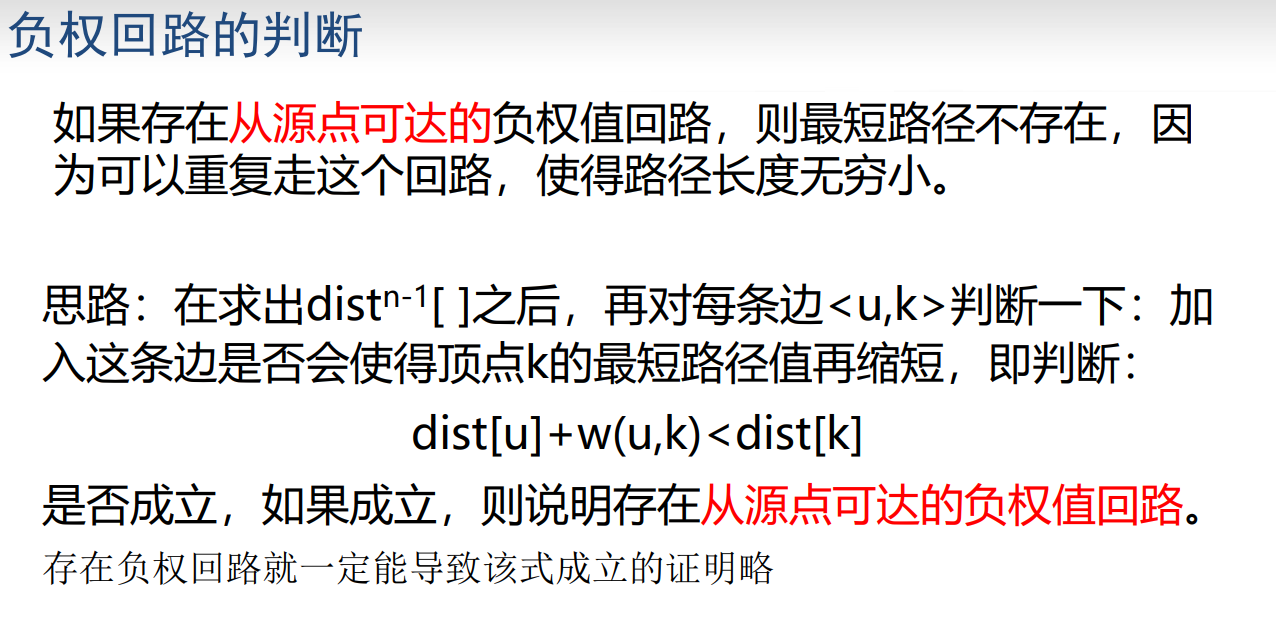 负权回路的判断
如果存在从源点可达的负权值回路，则最短路径不存在，因
为可以重复走这个回路，使得路径长度无穷小。
思路：在求出distⁿ⁻¹[ ]之后，再对每条边<u,k>判断一下：加
入这条边是否会使得顶点k的最短路径值再缩短，即判断：
dist[u]+w(u,k)<dist[k]
是否成立，如果成立，则说明存在从源点可达的负权值回路。
存在负权回路就一定能导致该式成立的证明略